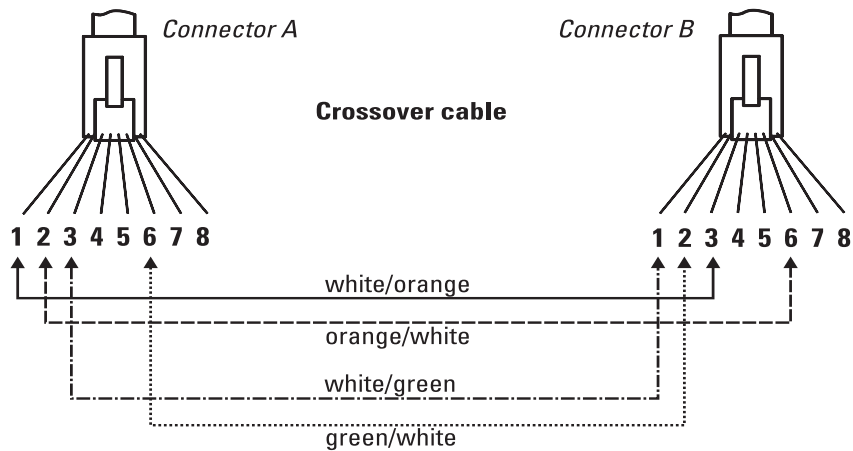 Connector A
Connector B
Crossover cable
1 2 3 4 5 6 7 8
1 2 3 4 5 6 7 8
white/orange
orange/white
white/green
green/white